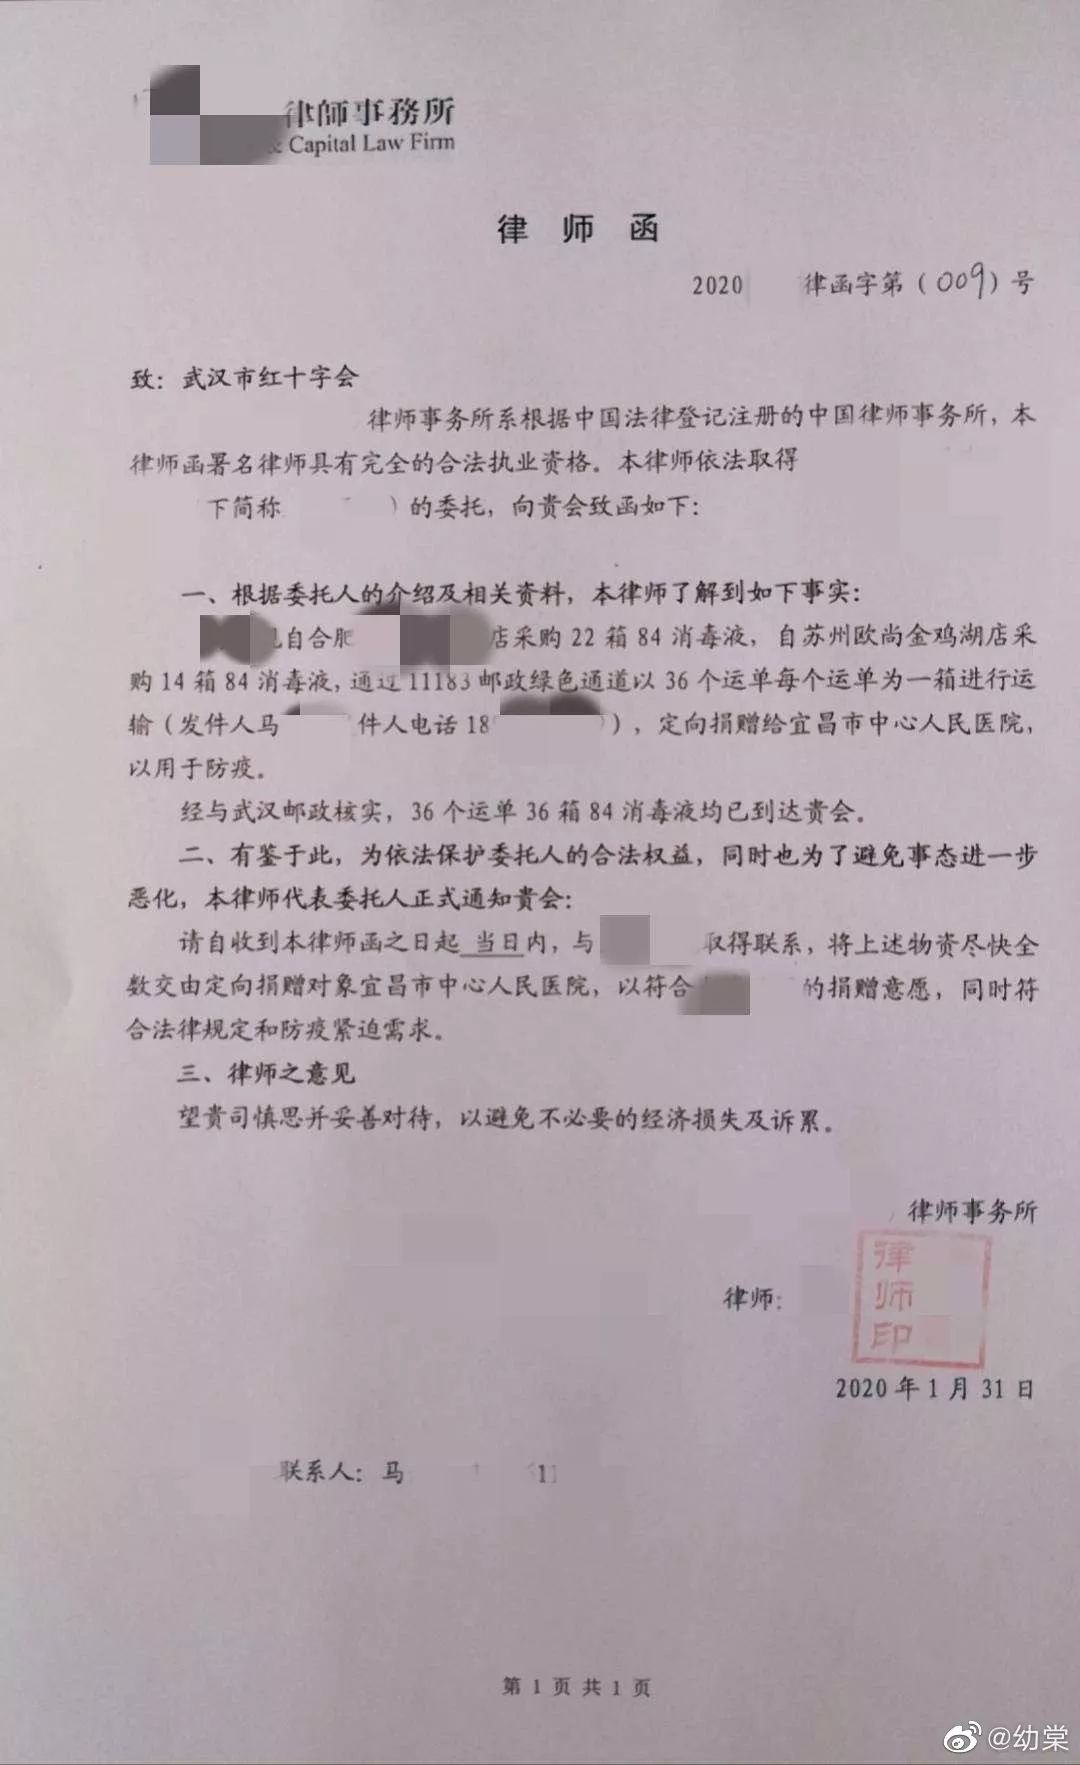 律師事務所
& Capital Law Firm
律师函
2020 律函字第（009）号
致：武汉市红十字会
律师事务所系根据中国法律登记注册的中国律师事务所，本
律师函署名律师具有完全的合法执业资格。本律师依法取得
下简称 ）的委托，向贵会致函如下：
一、根据委托人的介绍及相关资料，本律师了解到如下事实：
自合肥 店采购 22 箱 84 消毒液，自苏州欧尚金鸡湖店采
购 14 箱 84 消毒液，通过 11183 邮政绿色通道以 36 个运单每个运单为一箱进行运
输（发件人马 件人电话 18 ），定向捐赠给宜昌市中心人民医院，
以用于防疫。
经与武汉邮政核实，36 个运单 36 箱 84 消毒液均已到达贵会。
二、有鉴于此，为依法保护委托人的合法权益，同时也为了避免事态进一步
恶化，本律师代表委托人正式通知贵会：
请自收到本律师函之日起 当日内，与 取得联系，将上述物资尽快全
数交由定向捐赠对象宜昌市中心人民医院，以符合 的捐赠意愿，同时符
合法律规定和防疫紧迫需求。
三、律师之意见
望贵司慎思并妥善对待，以避免不必要的经济损失及诉累。
律师事务所
律师：
律师印
2020 年 1 月 31 日
联系人：马
第 1 页 共 1 页
@幼棠